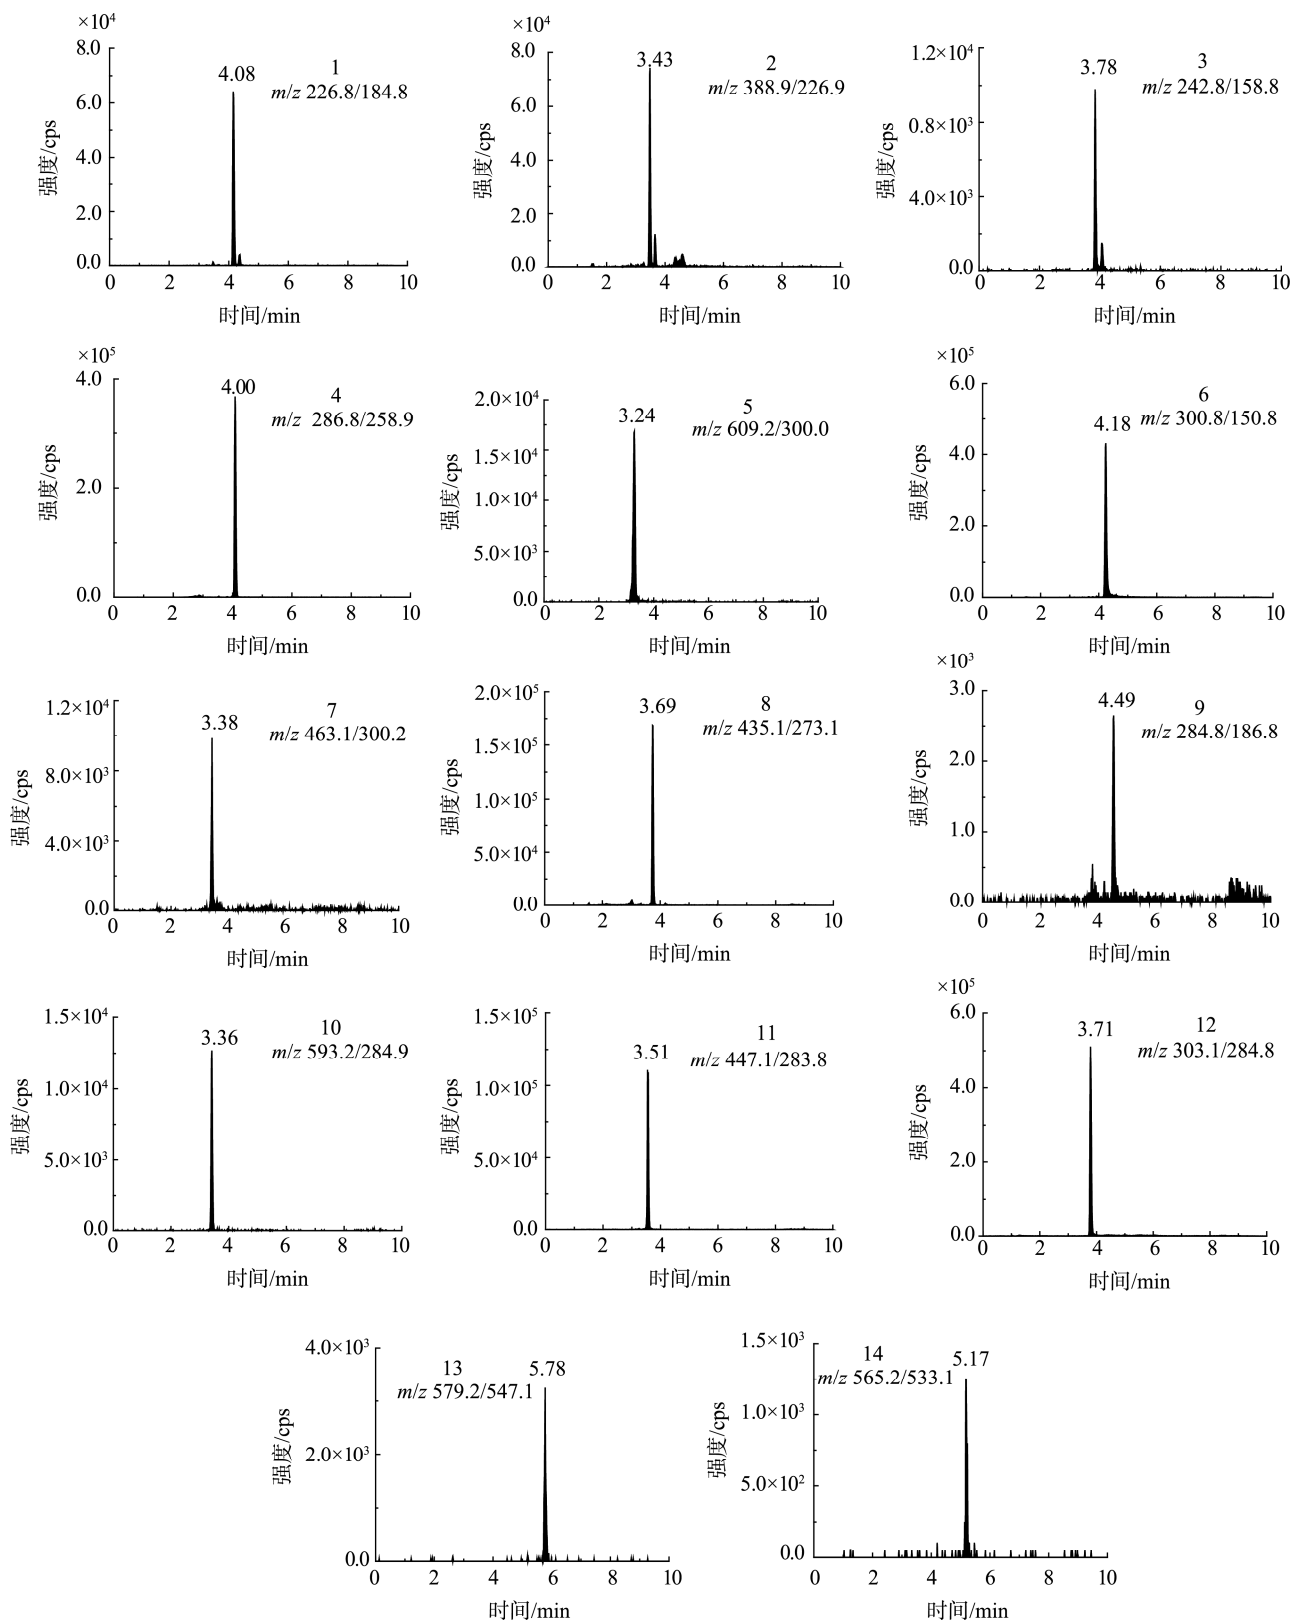 ×10⁴
8.0
6.0
4.0
2.0
0.0
强度/cps
4.08
1
m/z 226.8/184.8
0 2 4 6 8 10
时间/min
×10⁴
8.0
6.0
4.0
2.0
0.0
强度/cps
3.43
2
m/z 388.9/226.9
0 2 4 6 8 10
时间/min
1.2×10⁴
0.8×10³
4.0×10³
0.0
强度/cps
3.78
3
m/z 242.8/158.8
0 2 4 6 8 10
时间/min
×10⁵
4.0
2.0
0.0
强度/cps
4.00
4
m/z 286.8/258.9
0 2 4 6 8 10
时间/min
2.0×10⁴
1.5×10⁴
1.0×10⁴
5.0×10³
0.0
强度/cps
3.24
5
m/z 609.2/300.0
0 2 4 6 8 10
时间/min
×10⁵
6.0
4.0
2.0
0.0
强度/cps
4.18
6
m/z 300.8/150.8
0 2 4 6 8 10
时间/min
1.2×10⁴
8.0×10³
4.0×10³
0.0
强度/cps
3.38
7
m/z 463.1/300.2
0 2 4 6 8 10
时间/min
2.0×10⁵
1.5×10⁵
1.0×10⁵
5.0×10⁴
0.0
强度/cps
3.69
8
m/z 435.1/273.1
0 2 4 6 8 10
时间/min
×10³
3.0
2.0
1.0
0.0
强度/cps
4.49
9
m/z 284.8/186.8
0 2 4 6 8 10
时间/min
1.5×10⁴
1.0×10⁴
5.0×10³
0.0
强度/cps
3.36
10
m/z 593.2/284.9
0 2 4 6 8 10
时间/min
1.5×10⁵
1.0×10⁵
5.0×10⁴
0.0
强度/cps
3.51
11
m/z 447.1/283.8
0 2 4 6 8 10
时间/min
×10⁵
6.0
4.0
2.0
0.0
强度/cps
3.71
12
m/z 303.1/284.8
0 2 4 6 8 10
时间/min
4.0×10³
2.0×10³
0.0
强度/cps
13
m/z 579.2/547.1
5.78
0 2 4 6 8 10
时间/min
1.5×10³
1.0×10³
5.0×10²
0.0
强度/cps
14
m/z 565.2/533.1
5.17
0 2 4 6 8 10
时间/min